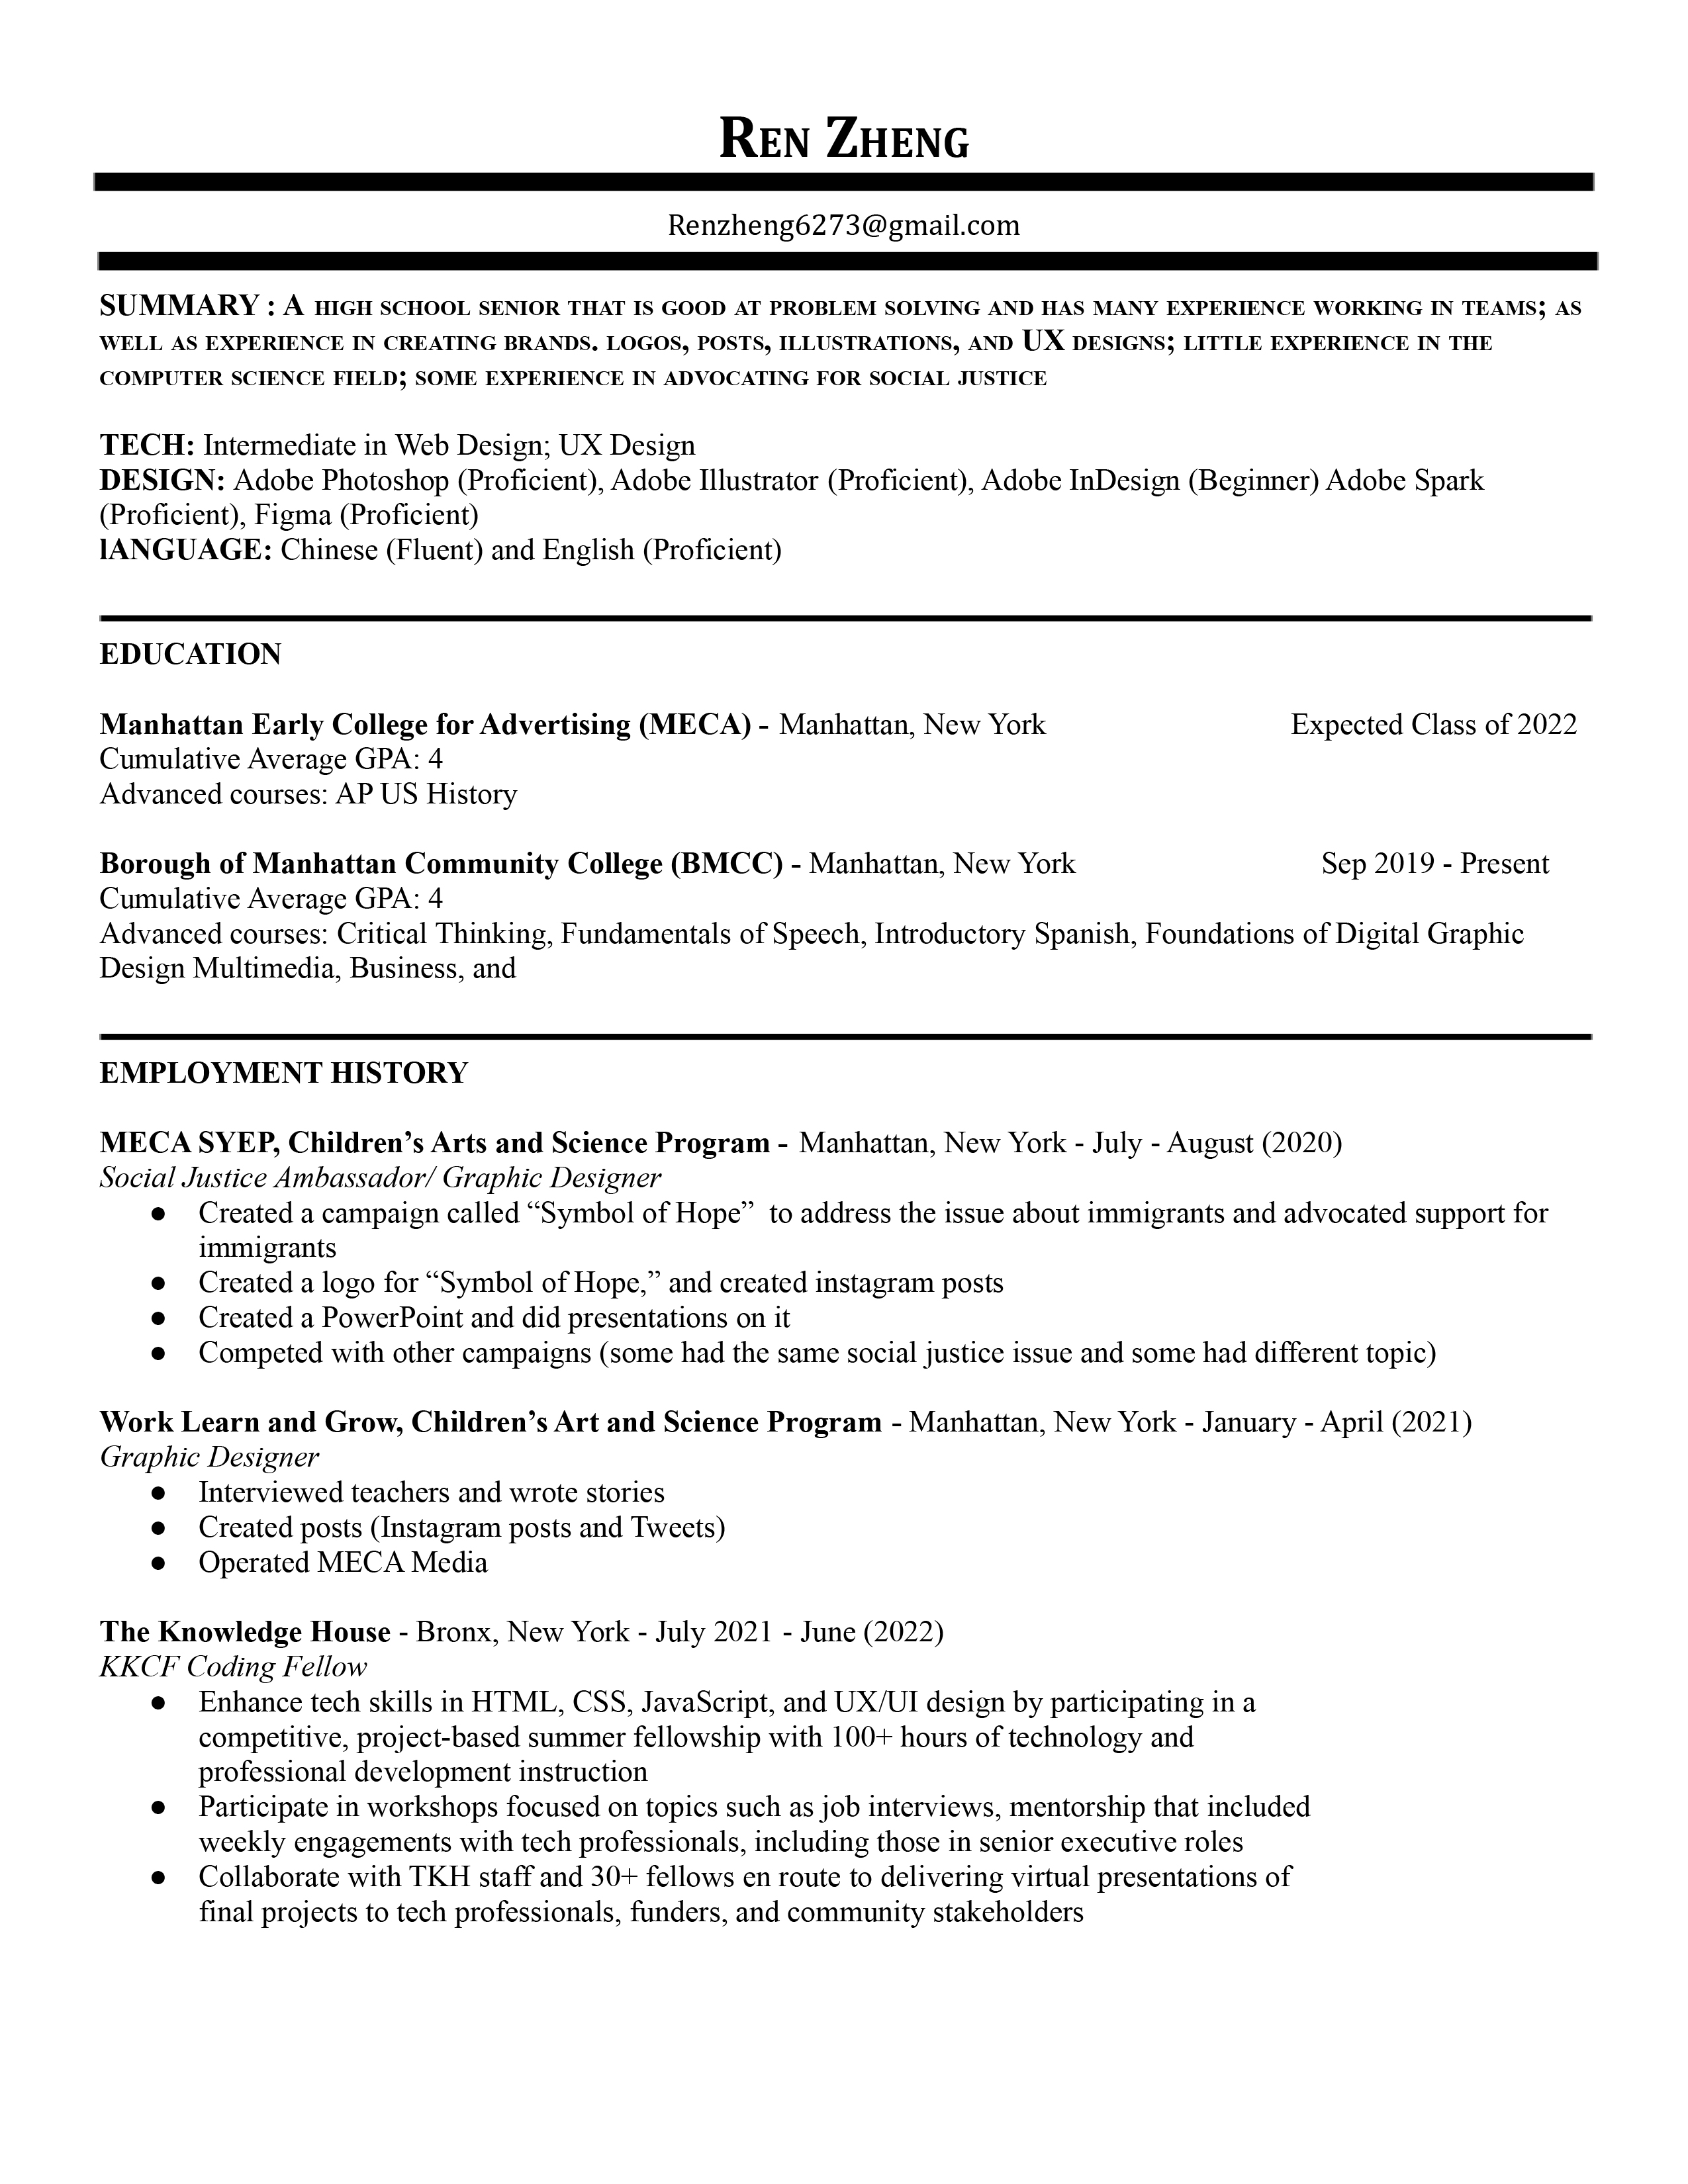 Ren Zheng
Renzheng6273@gmail.com
SUMMARY : A high school senior that is good at problem solving and has many experience working in teams; as
well as experience in creating brands. logos, posts, illustrations, and UX designs; little experience in the
computer science field; some experience in advocating for social justice
TECH: Intermediate in Web Design; UX Design
DESIGN: Adobe Photoshop (Proficient), Adobe Illustrator (Proficient), Adobe InDesign (Beginner) Adobe Spark
(Proficient), Figma (Proficient)
lANGUAGE: Chinese (Fluent) and English (Proficient)
EDUCATION
Manhattan Early College for Advertising (MECA) - Manhattan, New York Expected Class of 2022
Cumulative Average GPA: 4
Advanced courses: AP US History
Borough of Manhattan Community College (BMCC) - Manhattan, New York Sep 2019 - Present
Cumulative Average GPA: 4
Advanced courses: Critical Thinking, Fundamentals of Speech, Introductory Spanish, Foundations of Digital Graphic
Design Multimedia, Business, and
EMPLOYMENT HISTORY
MECA SYEP, Children’s Arts and Science Program - Manhattan, New York - July - August (2020)
Social Justice Ambassador/ Graphic Designer
● Created a campaign called “Symbol of Hope” to address the issue about immigrants and advocated support for
immigrants
● Created a logo for “Symbol of Hope,” and created instagram posts
● Created a PowerPoint and did presentations on it
● Competed with other campaigns (some had the same social justice issue and some had different topic)
Work Learn and Grow, Children’s Art and Science Program - Manhattan, New York - January - April (2021)
Graphic Designer
● Interviewed teachers and wrote stories
● Created posts (Instagram posts and Tweets)
● Operated MECA Media
The Knowledge House - Bronx, New York - July 2021 - June (2022)
KKCF Coding Fellow
● Enhance tech skills in HTML, CSS, JavaScript, and UX/UI design by participating in a
competitive, project-based summer fellowship with 100+ hours of technology and
professional development instruction
● Participate in workshops focused on topics such as job interviews, mentorship that included
weekly engagements with tech professionals, including those in senior executive roles
● Collaborate with TKH staff and 30+ fellows en route to delivering virtual presentations of
final projects to tech professionals, funders, and community stakeholders